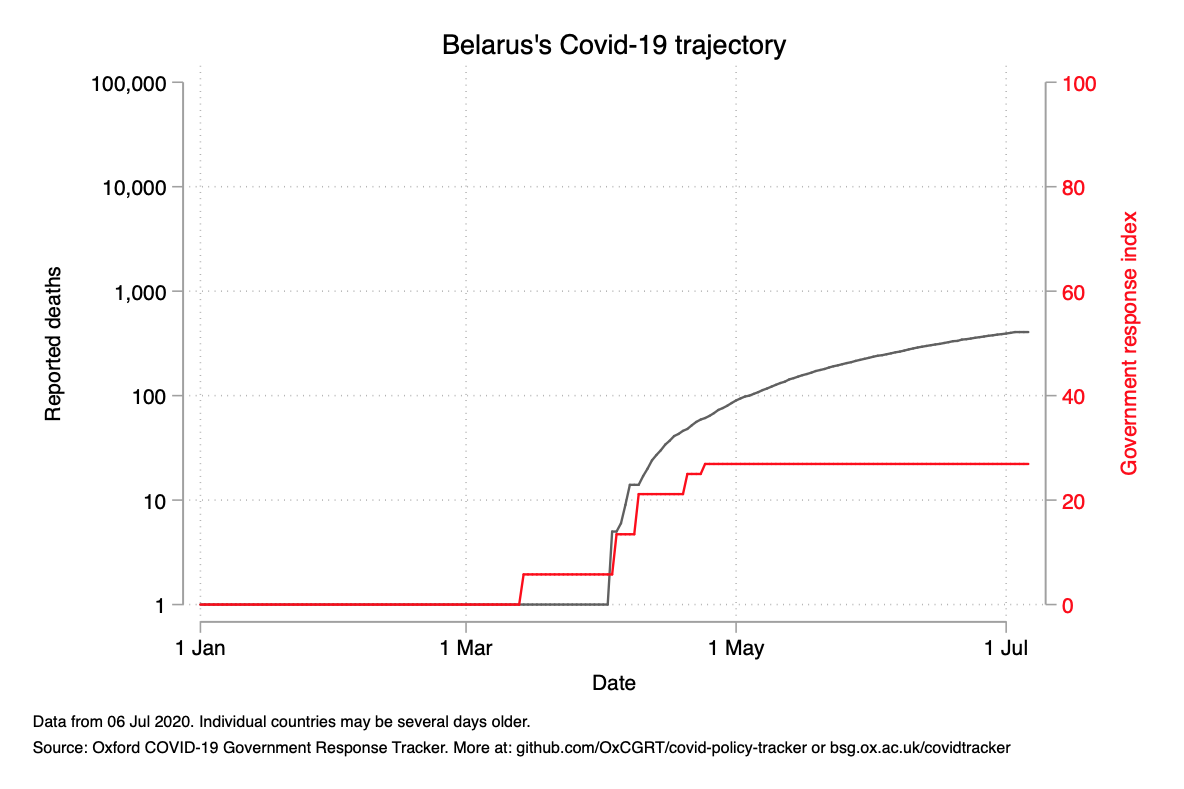 Belarus's Covid-19 trajectory
100,000
10,000
1,000
100
10
1
Reported deaths
100
80
60
40
20
0
Government response index
1 Jan
1 Mar
1 May
1 Jul
Date
Data from 06 Jul 2020. Individual countries may be several days older.
Source: Oxford COVID-19 Government Response Tracker. More at: github.com/OxCGRT/covid-policy-tracker or bsg.ox.ac.uk/covidtracker